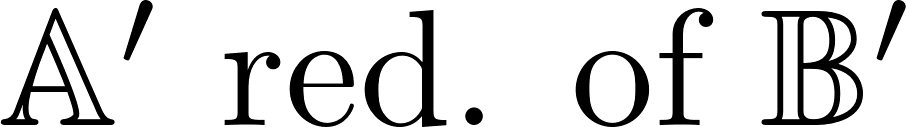 𝔸′ red. of 𝔹′